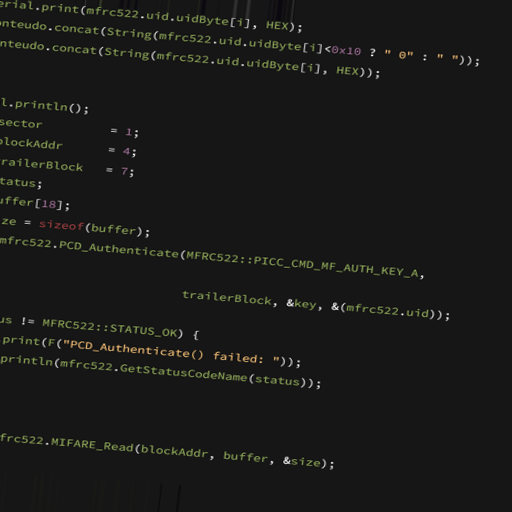 erial.print(mfrc522.uid.uidByte[i], HEX);
onteudo.concat(String(mfrc522.uid.uidByte[i]<0x10 ? " 0" : " "));
nteudo.concat(String(mfrc522.uid.uidByte[i], HEX));
l.println();
sector = 1;
blockAddr = 4;
railerBlock = 7;
tatus;
uffer[18];
ze = sizeof(buffer);
mfrc522.PCD_Authenticate(MFRC522::PICC_CMD_MF_AUTH_KEY_A,
trailerBlock, &key, &(mfrc522.uid));
us != MFRC522::STATUS_OK) {
.print(F("PCD_Authenticate() failed: "));
println(mfrc522.GetStatusCodeName(status));
frc522.MIFARE_Read(blockAddr, buffer, &size);